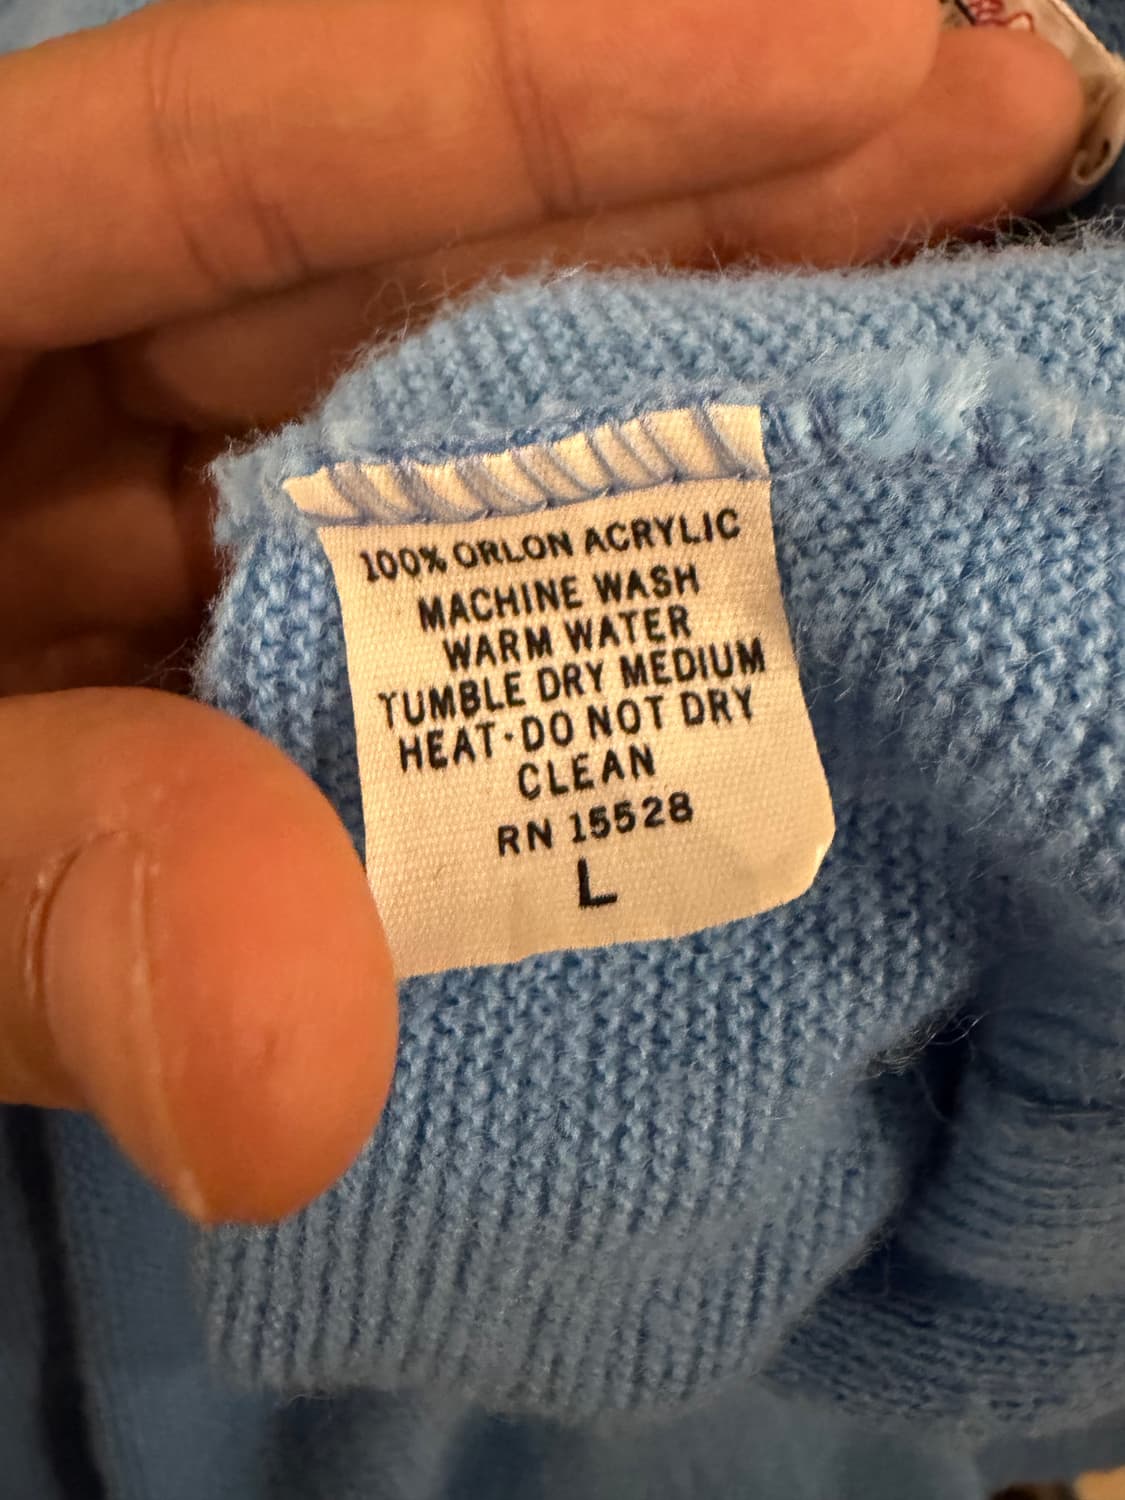 100% ORLON ACRYLIC
MACHINE WASH
WARM WATER
TUMBLE DRY MEDIUM
HEAT·DO NOT DRY
CLEAN
RN 15528
L